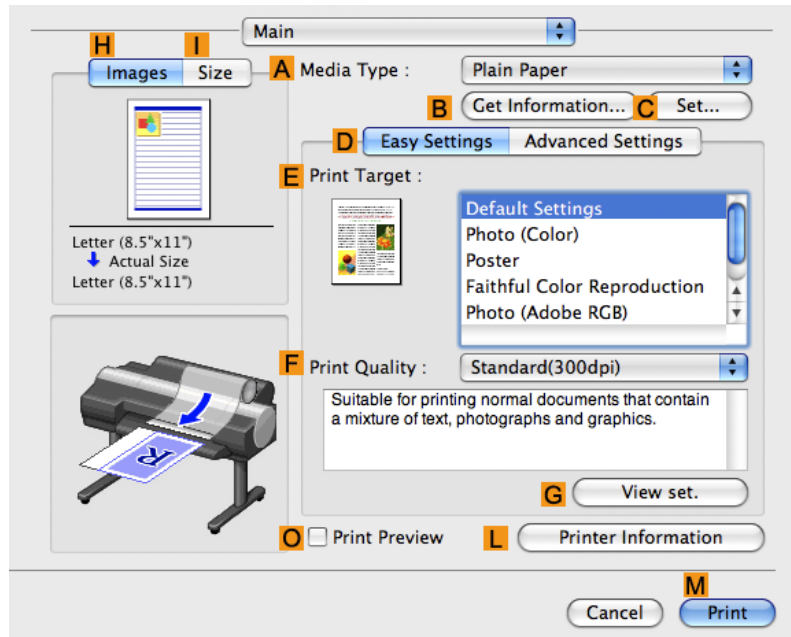 Main
H
I
Images
Size
A Media Type :
Plain Paper
B Get Information...
C Set...
D Easy Settings
Advanced Settings
E Print Target :
Default Settings
Photo (Color)
Poster
Faithful Color Reproduction
Photo (Adobe RGB)
Letter (8.5"x11")
Actual Size
Letter (8.5"x11")
R
F Print Quality :
Standard(300dpi)
Suitable for printing normal documents that contain
a mixture of text, photographs and graphics.
G View set.
O Print Preview
L Printer Information
M
Cancel
Print